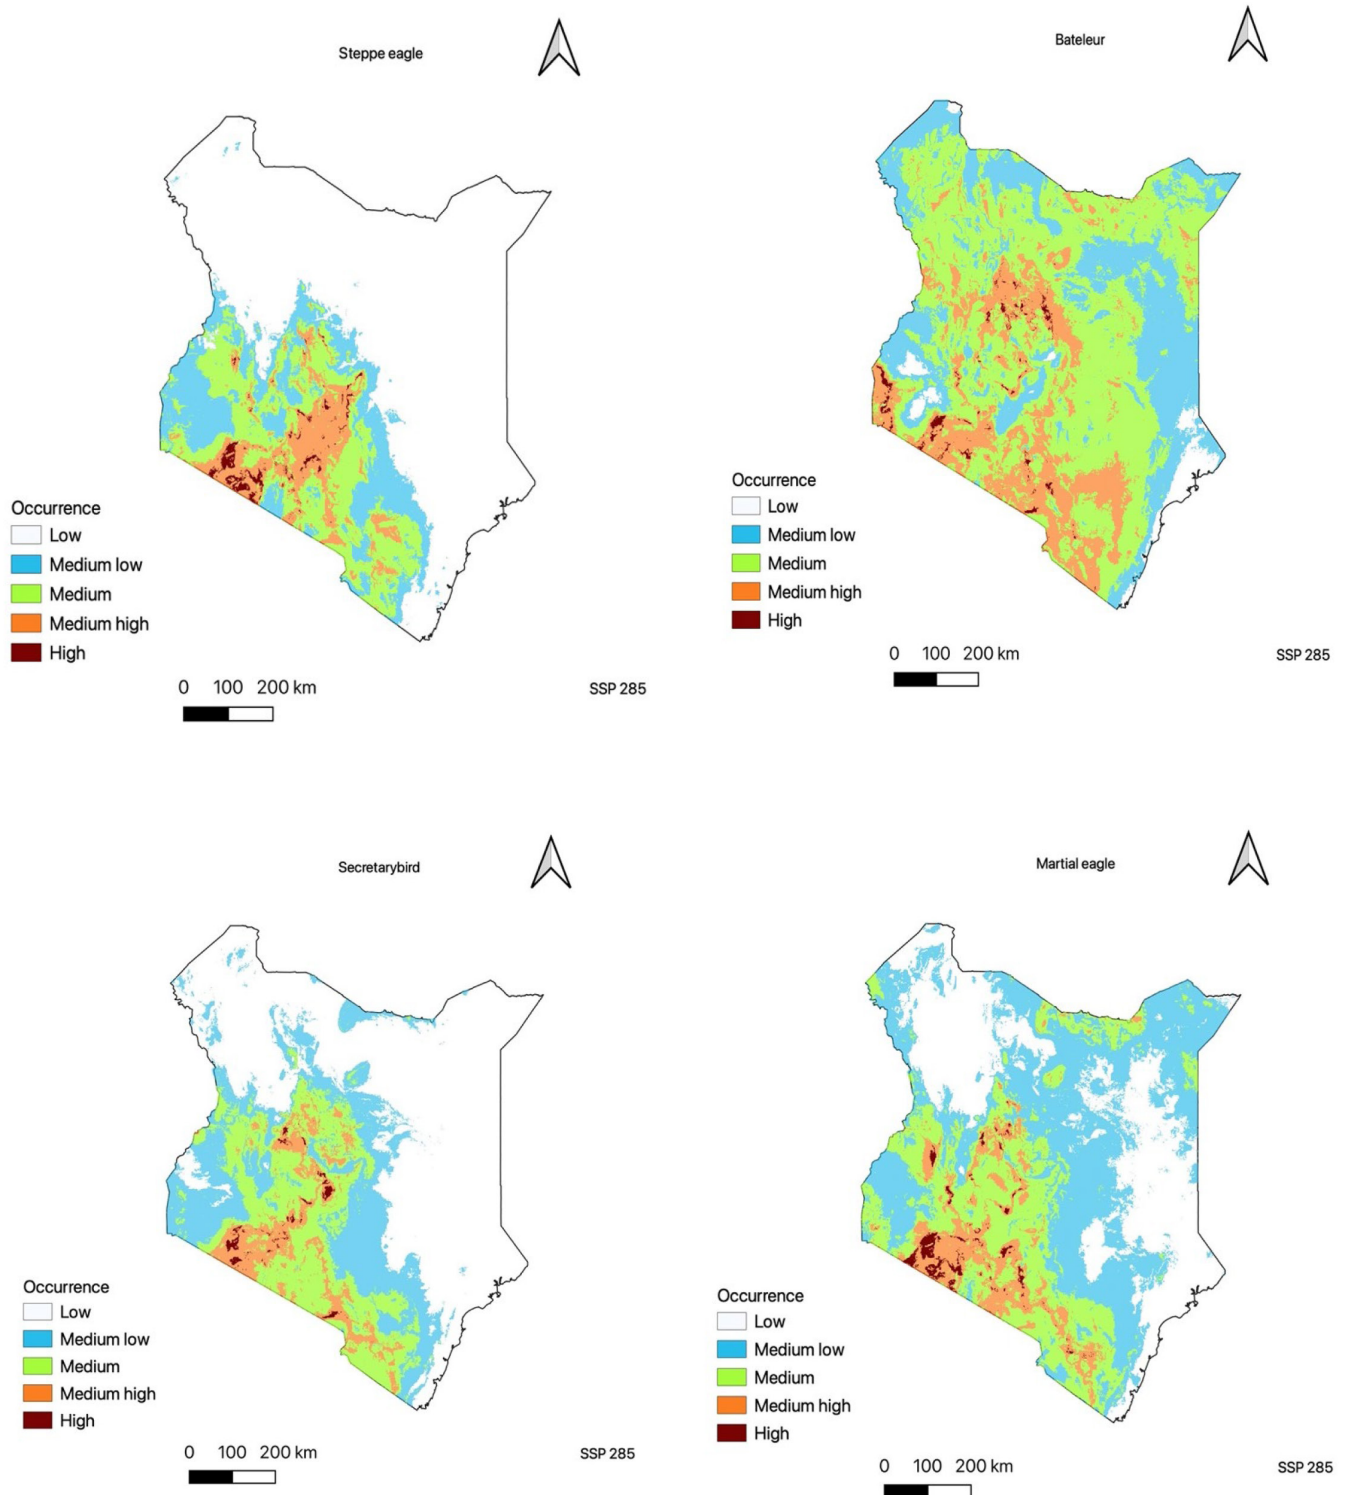 Steppe eagle
Occurrence
Low
Medium low
Medium
Medium high
High
0 100 200 km
SSP 285
Bateleur
Occurrence
Low
Medium low
Medium
Medium high
High
0 100 200 km
SSP 285
Secretarybird
Occurrence
Low
Medium low
Medium
Medium high
High
0 100 200 km
SSP 285
Martial eagle
Occurrence
Low
Medium low
Medium
Medium high
High
0 100 200 km
SSP 285